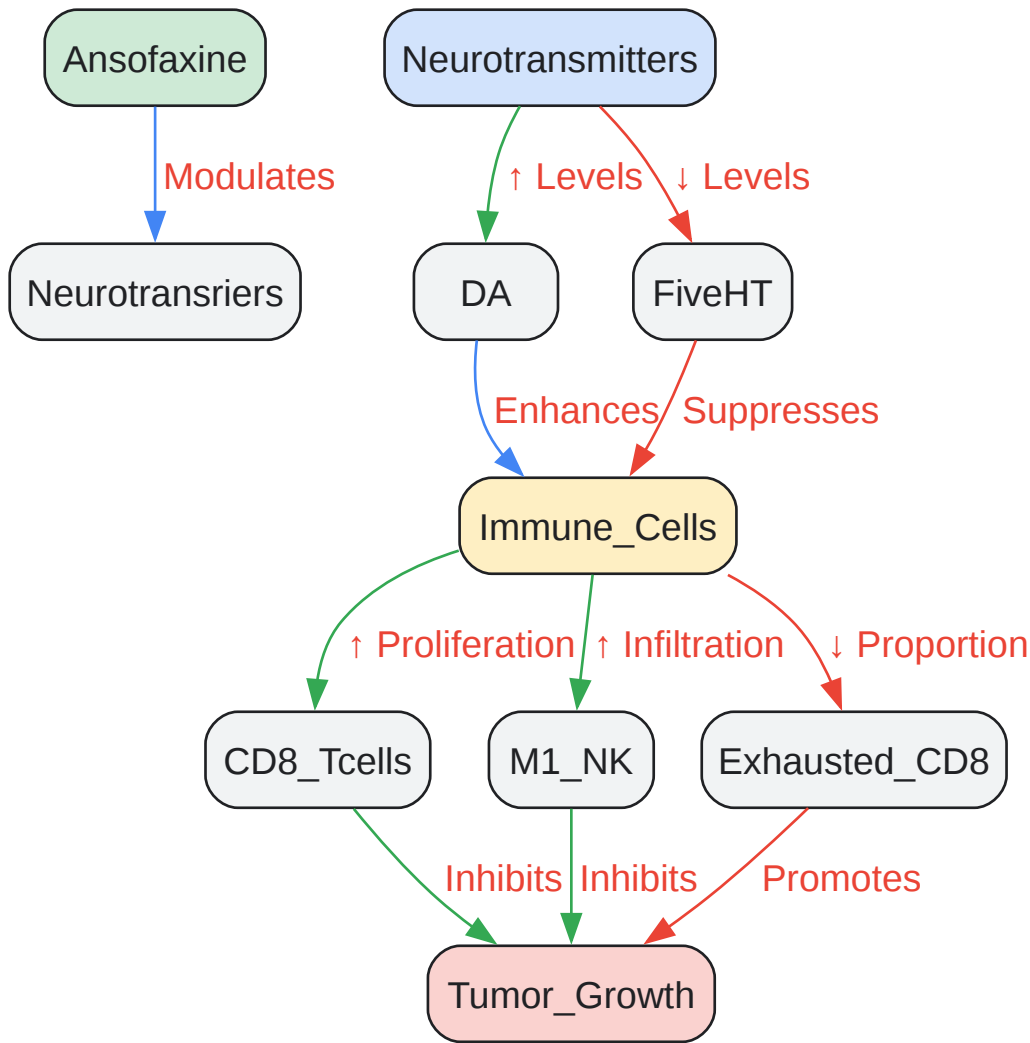 Ansofaxine
Neurotransmitters
Modulates
↑ Levels
↓ Levels
Neurotransriers
DA
FiveHT
Enhances
Suppresses
Immune_Cells
↑ Proliferation
↑ Infiltration
↓ Proportion
CD8_Tcells
M1_NK
Exhausted_CD8
Inhibits
Inhibits
Promotes
Tumor_Growth